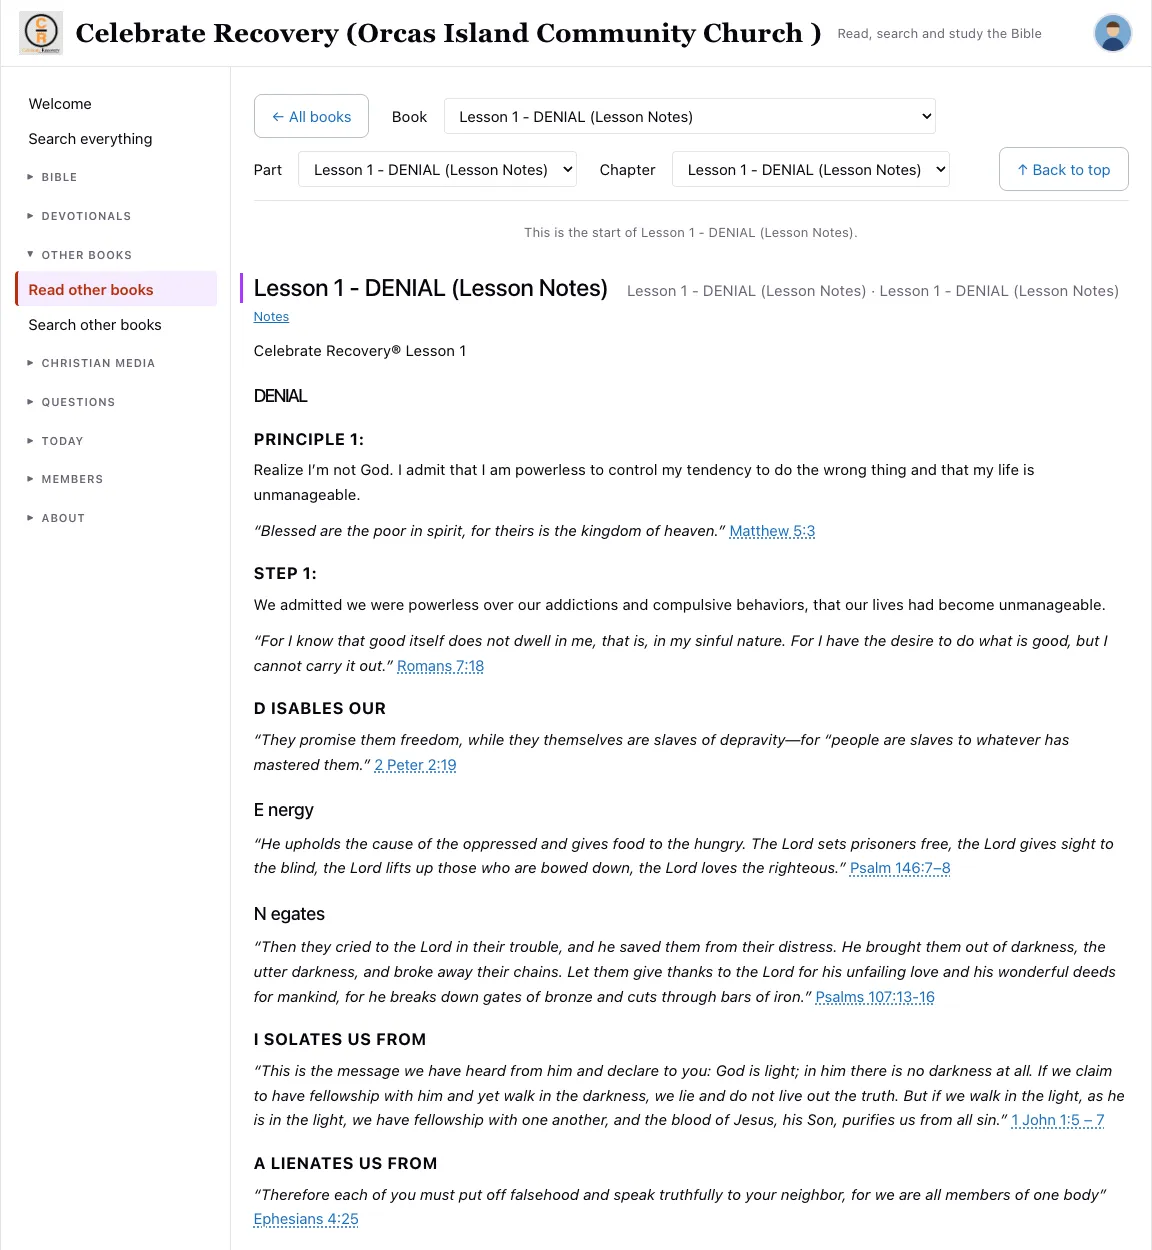 Celebrate Recovery (Orcas Island Community Church )
Read, search and study the Bible
Welcome
Search everything
BIBLE
DEVOTIONALS
OTHER BOOKS
Read other books
Search other books
CHRISTIAN MEDIA
QUESTIONS
TODAY
MEMBERS
ABOUT
← All books
Book
Lesson 1 - DENIAL (Lesson Notes)
Part
Lesson 1 - DENIAL (Lesson Notes)
Chapter
Lesson 1 - DENIAL (Lesson Notes)
↑ Back to top
This is the start of Lesson 1 - DENIAL (Lesson Notes).
Lesson 1 - DENIAL (Lesson Notes)
Lesson 1 - DENIAL (Lesson Notes) · Lesson 1 - DENIAL (Lesson Notes)
Notes
Celebrate Recovery® Lesson 1
DENIAL
PRINCIPLE 1:
Realize I’m not God. I admit that I am powerless to control my tendency to do the wrong thing and that my life is
unmanageable.
“Blessed are the poor in spirit, for theirs is the kingdom of heaven.” Matthew 5:3
STEP 1:
We admitted we were powerless over our addictions and compulsive behaviors, that our lives had become unmanageable.
“For I know that good itself does not dwell in me, that is, in my sinful nature. For I have the desire to do what is good, but I
cannot carry it out.” Romans 7:18
D ISABLES OUR
“They promise them freedom, while they themselves are slaves of depravity—for “people are slaves to whatever has
mastered them.” 2 Peter 2:19
E nergy
“He upholds the cause of the oppressed and gives food to the hungry. The Lord sets prisoners free, the Lord gives sight to
the blind, the Lord lifts up those who are bowed down, the Lord loves the righteous.” Psalm 146:7–8
N egates
“Then they cried to the Lord in their trouble, and he saved them from their distress. He brought them out of darkness, the
utter darkness, and broke away their chains. Let them give thanks to the Lord for his unfailing love and his wonderful deeds
for mankind, for he breaks down gates of bronze and cuts through bars of iron.” Psalms 107:13-16
I SOLATES US FROM
“This is the message we have heard from him and declare to you: God is light; in him there is no darkness at all. If we claim
to have fellowship with him and yet walk in the darkness, we lie and do not live out the truth. But if we walk in the light, as he
is in the light, we have fellowship with one another, and the blood of Jesus, his Son, purifies us from all sin.” 1 John 1:5 – 7
A LIENATES US FROM
“Therefore each of you must put off falsehood and speak truthfully to your neighbor, for we are all members of one body”
Ephesians 4:25